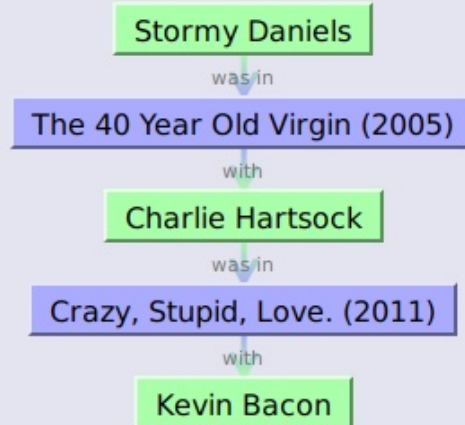 Stormy Daniels
was in
The 40 Year Old Virgin (2005)
with
Charlie Hartsock
was in
Crazy, Stupid, Love. (2011)
with
Kevin Bacon